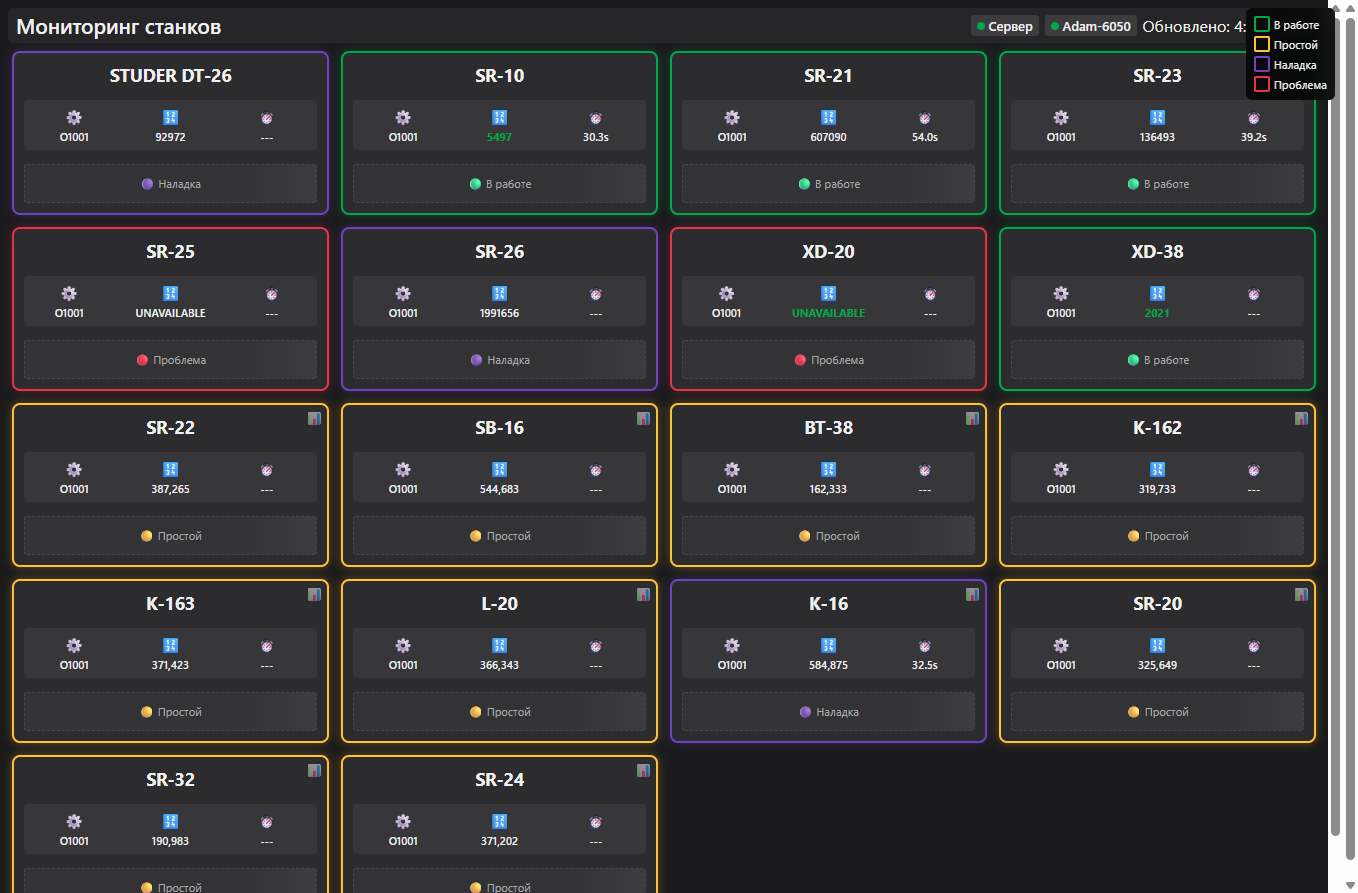 Мониторинг станков
Сервер
Adam-6050
Обновлено: 4:
В работе
Простой
Наладка
Проблема
STUDER DT-26
O1001 92972 ---
Наладка
SR-10
O1001 5497 30.3s
В работе
SR-21
O1001 607090 54.0s
В работе
SR-23
O1001 136493 39.2s
В работе
SR-25
O1001 UNAVAILABLE ---
Проблема
SR-26
O1001 1991656 ---
Наладка
XD-20
O1001 UNAVAILABLE ---
Проблема
XD-38
O1001 2021 ---
В работе
SR-22
O1001 387,265 ---
Простой
SB-16
O1001 544,683 ---
Простой
BT-38
O1001 162,333 ---
Простой
K-162
O1001 319,733 ---
Простой
K-163
O1001 371,423 ---
Простой
L-20
O1001 366,343 ---
Простой
K-16
O1001 584,875 32.5s
Наладка
SR-20
O1001 325,649 ---
Простой
SR-32
O1001 190,983 ---
Простой
SR-24
O1001 371,202 ---
Простой